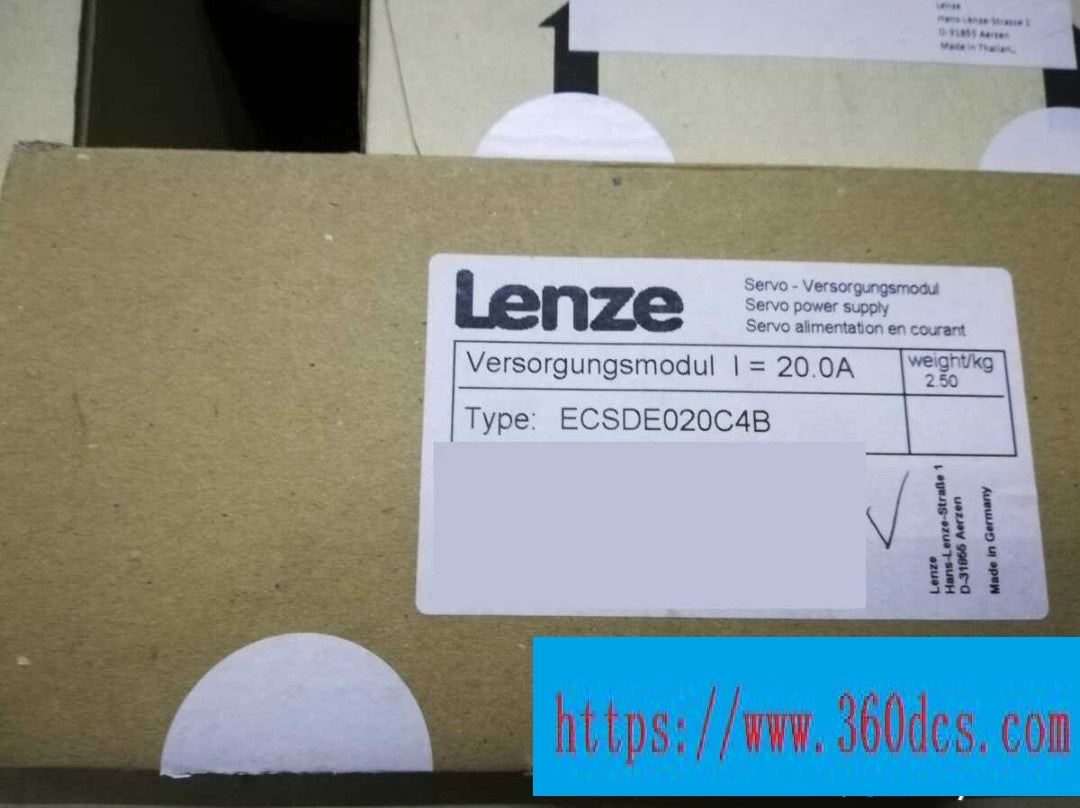 Lenze
Hans-Lenze-Strasse 1
D-31855 Aerzen
Made in
Lenze
Servo - Versorgungsmodul
Servo power supply
Servo alimentation en courant
Versorgungsmodul I = 20.0A
weight/kg
2.50
Type: ECSDE020C4B
Lenze
Hans-Lenze-Straße 1
D-31855 Aerzen
Made in Germany
https://www.360dcs.com